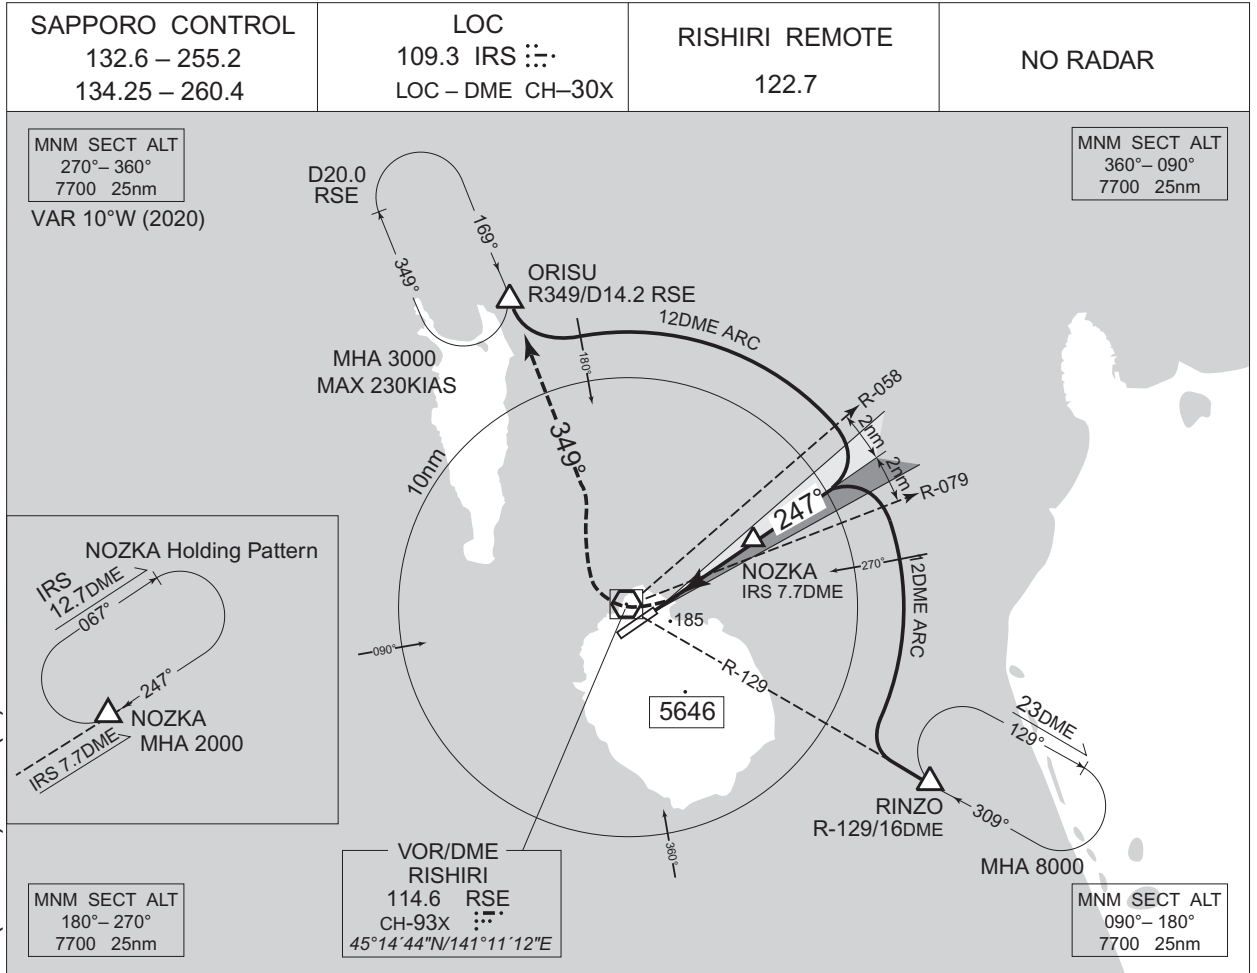 SAPPORO CONTROL
132.6 – 255.2
134.25 – 260.4
LOC
109.3 IRS
LOC – DME CH–30X
RISHIRI REMOTE
122.7
NO RADAR
MNM SECT ALT
270°– 360°
7700 25nm
VAR 10°W (2020)
MNM SECT ALT
360°– 090°
7700 25nm
D20.0
RSE
169°
349°
ORISU
R349/D14.2 RSE
12DME ARC
MHA 3000
MAX 230KIAS
180°
R-058
2nm
2nm
R-079
349°
10nm
247°
NOZKA
IRS 7.7DME
270°
12DME ARC
185
090°
R-129
5646
NOZKA Holding Pattern
IRS
12.7DME
067°
247°
NOZKA
MHA 2000
IRS 7.7DME
23DME
129°
RINZO
R-129/16DME
309°
MHA 8000
360°
VOR/DME
RISHIRI
114.6 RSE
CH-93X
45°14´44"N/141°11´12"E
MNM SECT ALT
180°– 270°
7700 25nm
MNM SECT ALT
090°– 180°
7700 25nm